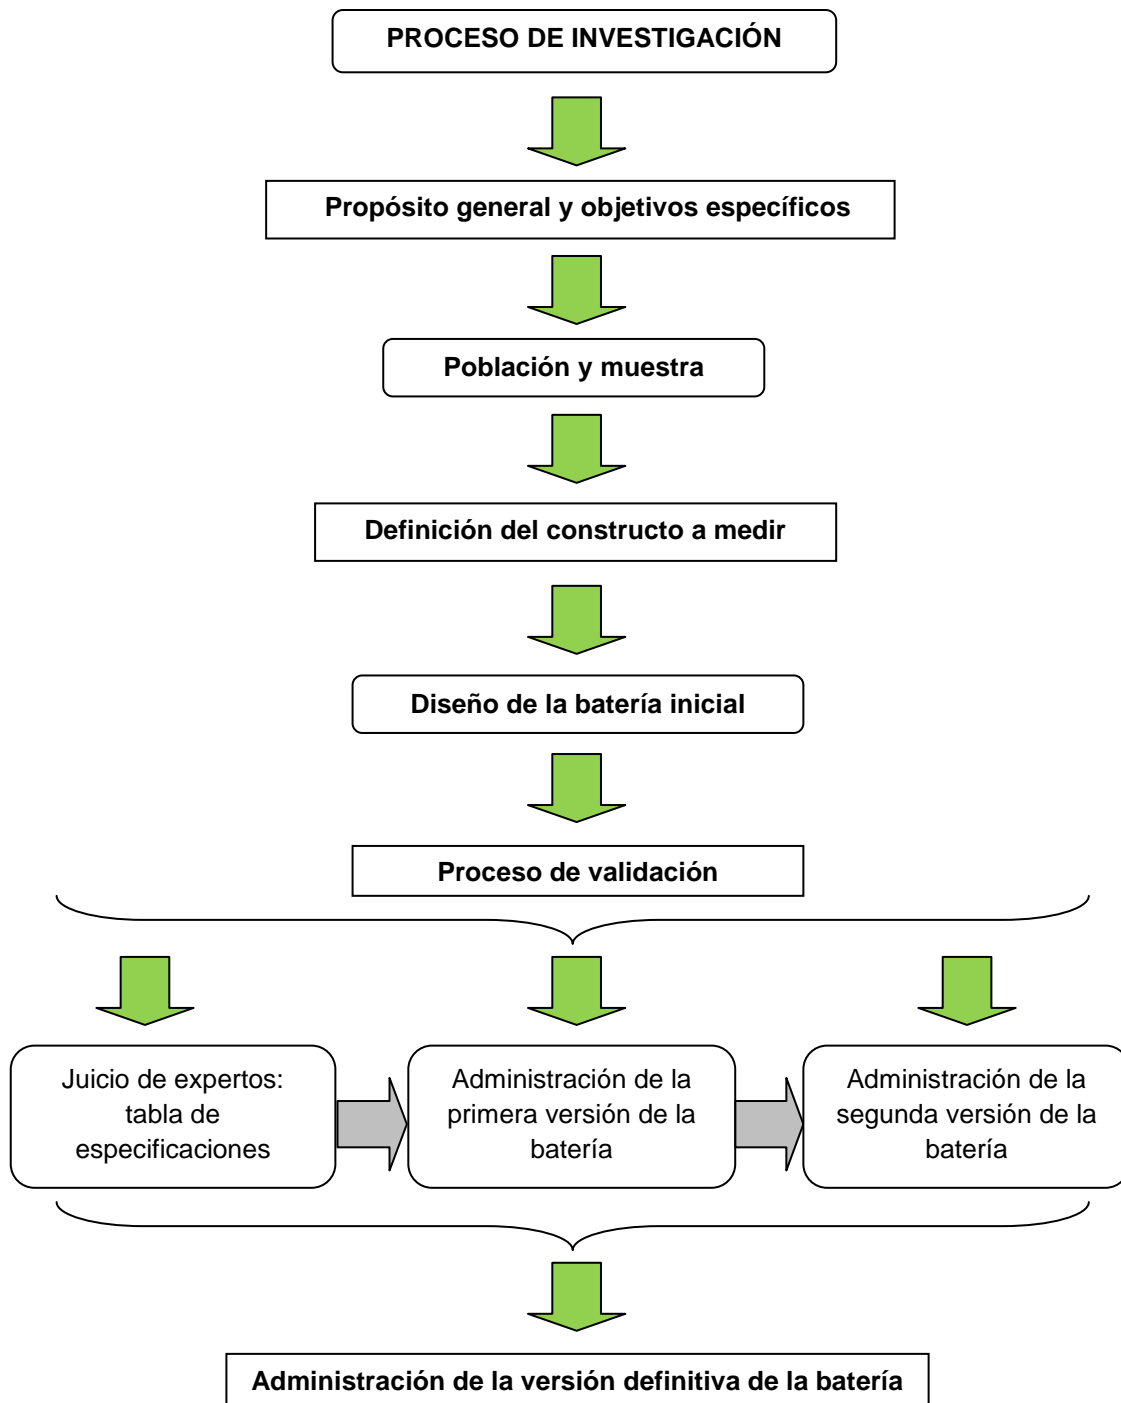 PROCESO DE INVESTIGACIÓN
Propósito general y objetivos específicos
Población y muestra
Definición del constructo a medir
Diseño de la batería inicial
Proceso de validación
Juicio de expertos:
tabla de
especificaciones
Administración de la
primera versión de la
batería
Administración de la
segunda versión de la
batería
Administración de la versión definitiva de la batería